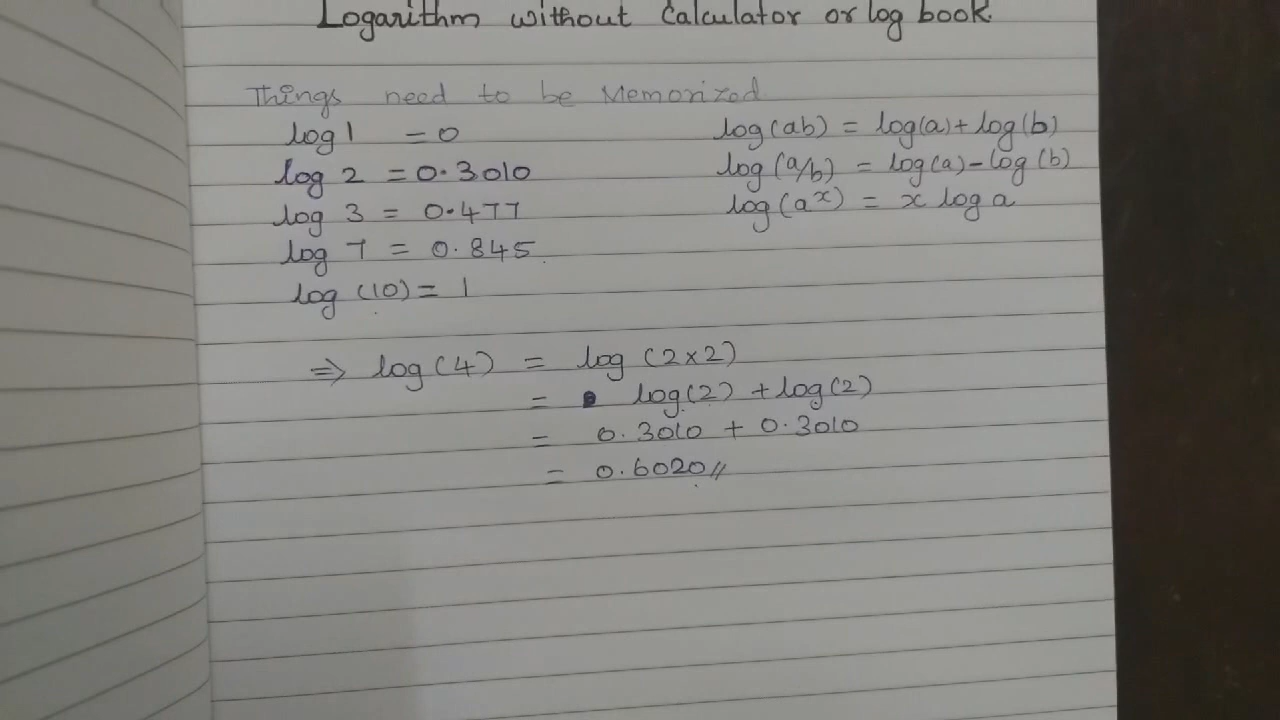 Logarithm without Calculator or log book.
Things need to be Memorized
log 1 = 0
log 2 = 0.3010
log 3 = 0.477
log 7 = 0.845
log (10) = 1
log(ab) = log(a) + log(b)
log(a/b) = log(a) - log(b)
log(a^x) = x log a
⇒ log(4) = log (2×2)
= log(2) + log(2)
= 0.3010 + 0.3010
= 0.6020//